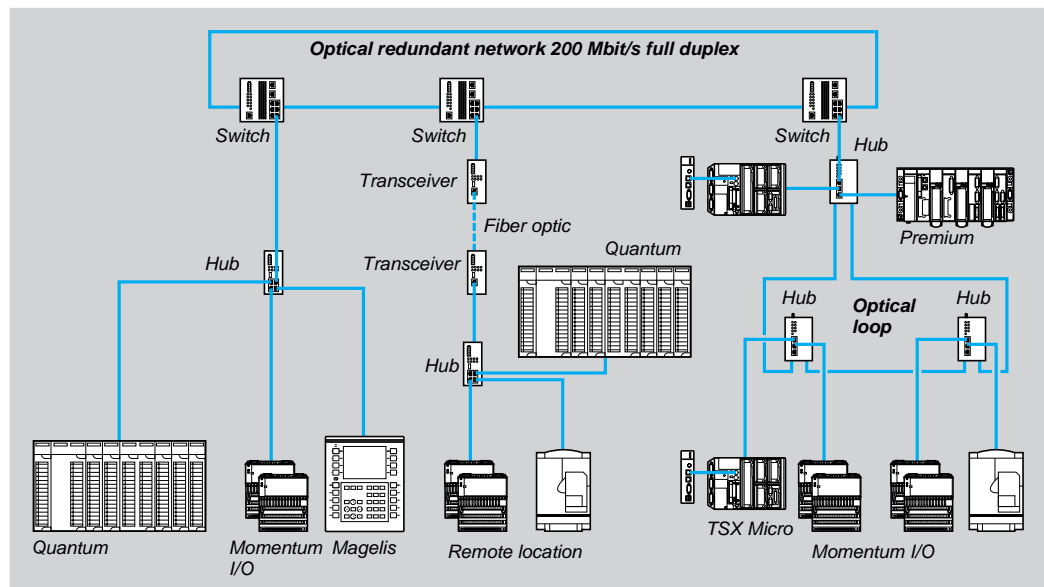 Optical redundant network 200 Mbit/s full duplex
Switch
Switch
Switch
Hub
Transceiver
Fiber optic
Premium
Hub
Transceiver
Quantum
Hub
Optical
loop
Hub
Hub
Quantum
Momentum
I/O
Magelis
Remote location
TSX Micro
Momentum I/O